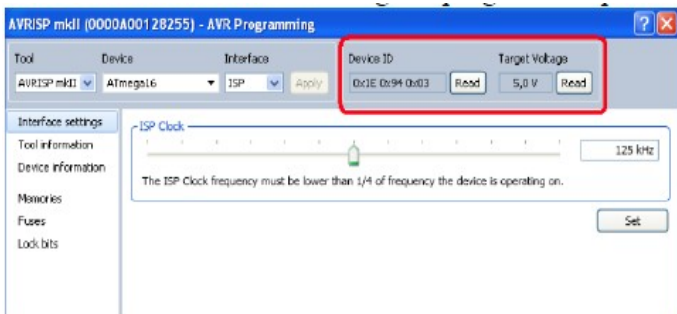 AVRISP mkII (0000A00128255) - AVR Programming
Tool Device Interface Device ID Target Voltage
AVRISP mkII ATmega16 ISP Apply 0x1E 0x94 0x03 Read 5,0 V Read
Interface settings
Tool information
Device information
Memories
Fuses
Lock bits
ISP Clock
125 kHz
The ISP Clock frequency must be lower than 1/4 of frequency the device is operating on.
Set